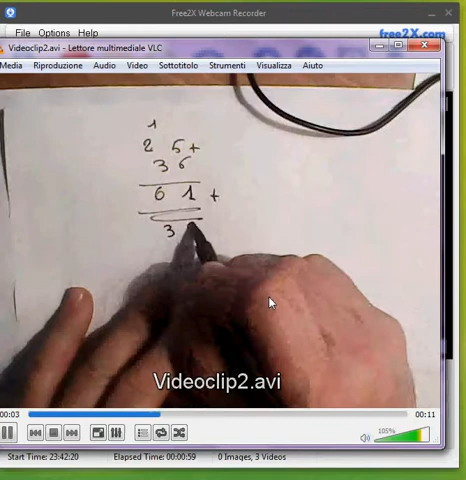 Free2X Webcam Recorder
File Options Help
free2X.com
Videoclip2.avi - Lettore multimediale VLC
Media Riproduzione Audio Video Sottotitolo Strumenti Visualizza Aiuto
1
2 5+
3 6
6 1 +
3
Videoclip2.avi
00:03
00:11
105%
Start Time: 23:42:20 Elapsed Time: 00:00:59 0 Images, 3 Videos